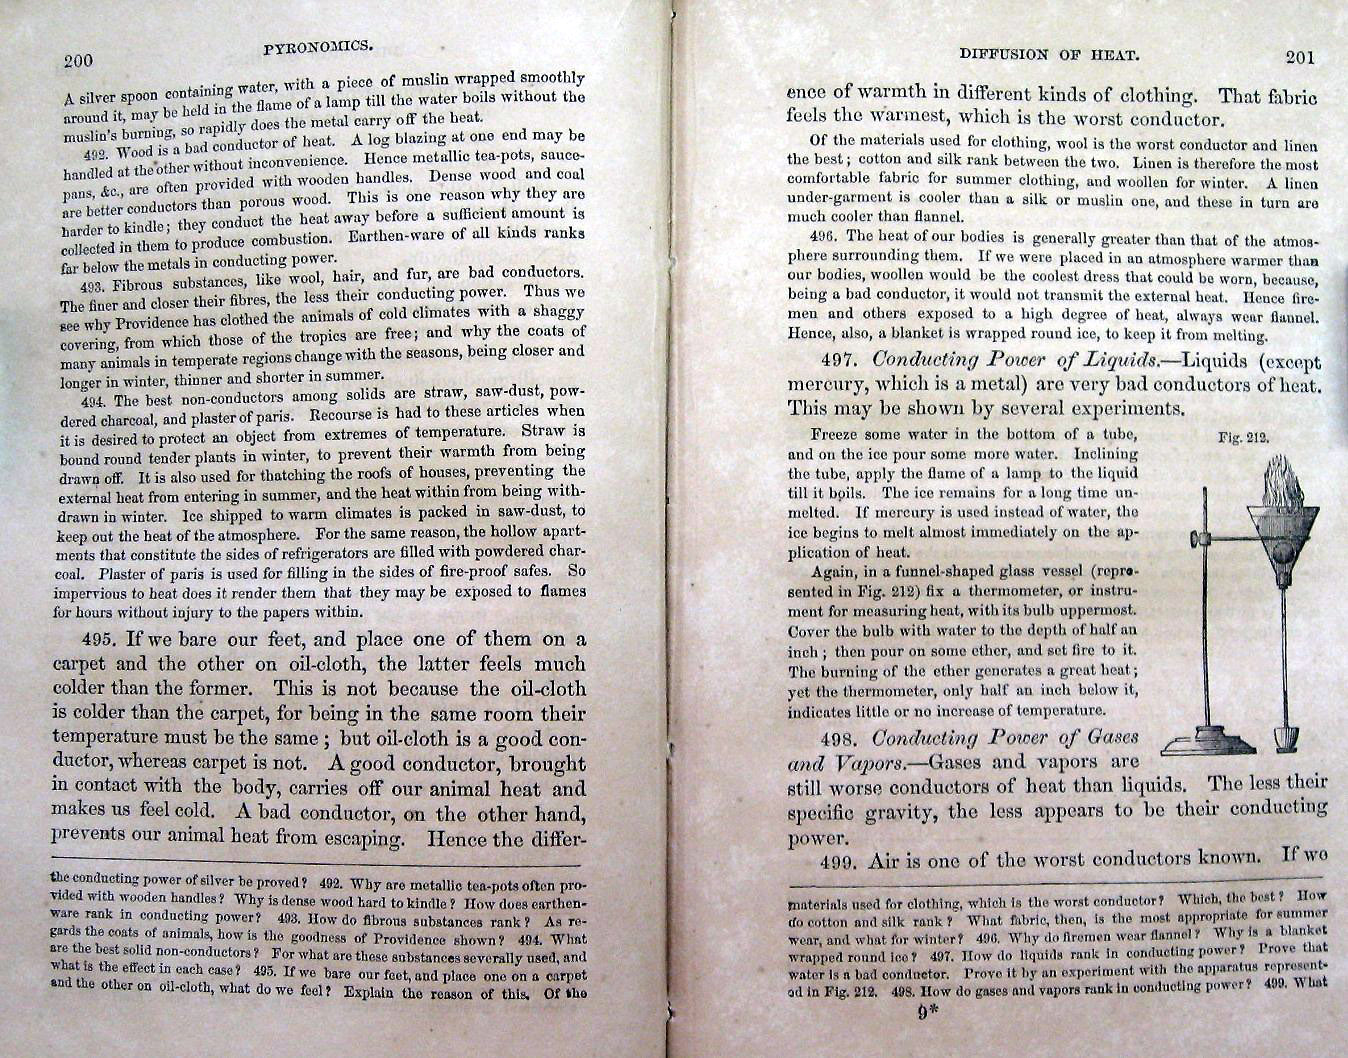 200
PYRONOMICS.
A silver spoon containing water, with a piece of muslin wrapped smoothly
around it, may be held in the flame of a lamp till the water boils without the
muslin's burning, so rapidly does the metal carry off the heat.
492. Wood is a bad conductor of heat. A log blazing at one end may be
handled at the other without inconvenience. Hence metallic tea-pots, sauce-
pans, &c., are often provided with wooden handles. Dense wood and coal
are better conductors than porous wood. This is one reason why they are
harder to kindle; they conduct the heat away before a sufficient amount is
collected in them to produce combustion. Earthen-ware of all kinds ranks
far below the metals in conducting power.
493. Fibrous substances, like wool, hair, and fur, are bad conductors.
The finer and closer their fibres, the less their conducting power. Thus we
see why Providence has clothed the animals of cold climates with a shaggy
covering, from which those of the tropics are free; and why the coats of
many animals in temperate regions change with the seasons, being closer and
longer in winter, thinner and shorter in summer.
494. The best non-conductors among solids are straw, saw-dust, pow-
dered charcoal, and plaster of paris. Recourse is had to these articles when
it is desired to protect an object from extremes of temperature. Straw is
bound round tender plants in winter, to prevent their warmth from being
drawn off. It is also used for thatching the roofs of houses, preventing the
external heat from entering in summer, and the heat within from being with-
drawn in winter. Ice shipped to warm climates is packed in saw-dust, to
keep out the heat of the atmosphere. For the same reason, the hollow apart-
ments that constitute the sides of refrigerators are filled with powdered char-
coal. Plaster of paris is used for filling in the sides of fire-proof safes. So
impervious to heat does it render them that they may be exposed to flames
for hours without injury to the papers within.
495. If we bare our feet, and place one of them on a
carpet and the other on oil-cloth, the latter feels much
colder than the former. This is not because the oil-cloth
is colder than the carpet, for being in the same room their
temperature must be the same; but oil-cloth is a good con-
ductor, whereas carpet is not. A good conductor, brought
in contact with the body, carries off our animal heat and
makes us feel cold. A bad conductor, on the other hand,
prevents our animal heat from escaping. Hence the differ-
the conducting power of silver be proved? 492. Why are metallic tea-pots often pro-
vided with wooden handles? Why is dense wood hard to kindle? How does earthen-
ware rank in conducting power? 493. How do fibrous substances rank? As re-
gards the coats of animals, how is the goodness of Providence shown? 494. What
are the best solid non-conductors? For what are these substances severally used, and
what is the effect in each case? 495. If we bare our feet, and place one on a carpet
and the other on oil-cloth, what do we feel? Explain the reason of this. Of the
DIFFUSION OF HEAT.
201
ence of warmth in different kinds of clothing. That fabric
feels the warmest, which is the worst conductor.
Of the materials used for clothing, wool is the worst conductor and linen
the best; cotton and silk rank between the two. Linen is therefore the most
comfortable fabric for summer clothing, and woollen for winter. A linen
under-garment is cooler than a silk or muslin one, and these in turn are
much cooler than flannel.
496. The heat of our bodies is generally greater than that of the atmos-
phere surrounding them. If we were placed in an atmosphere warmer than
our bodies, woollen would be the coolest dress that could be worn, because,
being a bad conductor, it would not transmit the external heat. Hence fire-
men and others exposed to a high degree of heat, always wear flannel.
Hence, also, a blanket is wrapped round ice, to keep it from melting.
497. Conducting Power of Liquids.—Liquids (except
mercury, which is a metal) are very bad conductors of heat.
This may be shown by several experiments.
Freeze some water in the bottom of a tube,
and on the ice pour some more water. Inclining
the tube, apply the flame of a lamp to the liquid
till it boils. The ice remains for a long time un-
melted. If mercury is used instead of water, the
ice begins to melt almost immediately on the ap-
plication of heat.
Fig. 212.
Again, in a funnel-shaped glass vessel (repre-
sented in Fig. 212) fix a thermometer, or instru-
ment for measuring heat, with its bulb uppermost.
Cover the bulb with water to the depth of half an
inch; then pour on some ether, and set fire to it.
The burning of the ether generates a great heat;
yet the thermometer, only half an inch below it,
indicates little or no increase of temperature.
498. Conducting Power of Gases
and Vapors.—Gases and vapors are
still worse conductors of heat than liquids. The less their
specific gravity, the less appears to be their conducting
power.
499. Air is one of the worst conductors known. If we
materials used for clothing, which is the worst conductor? Which, the best? How
do cotton and silk rank? What fabric, then, is the most appropriate for summer
wear, and what for winter? 496. Why do firemen wear flannel? Why is a blanket
wrapped round ice? 497. How do liquids rank in conducting power? Prove that
water is a bad conductor. Prove it by an experiment with the apparatus represent-
ed in Fig. 212. 498. How do gases and vapors rank in conducting power? 499. What
9*